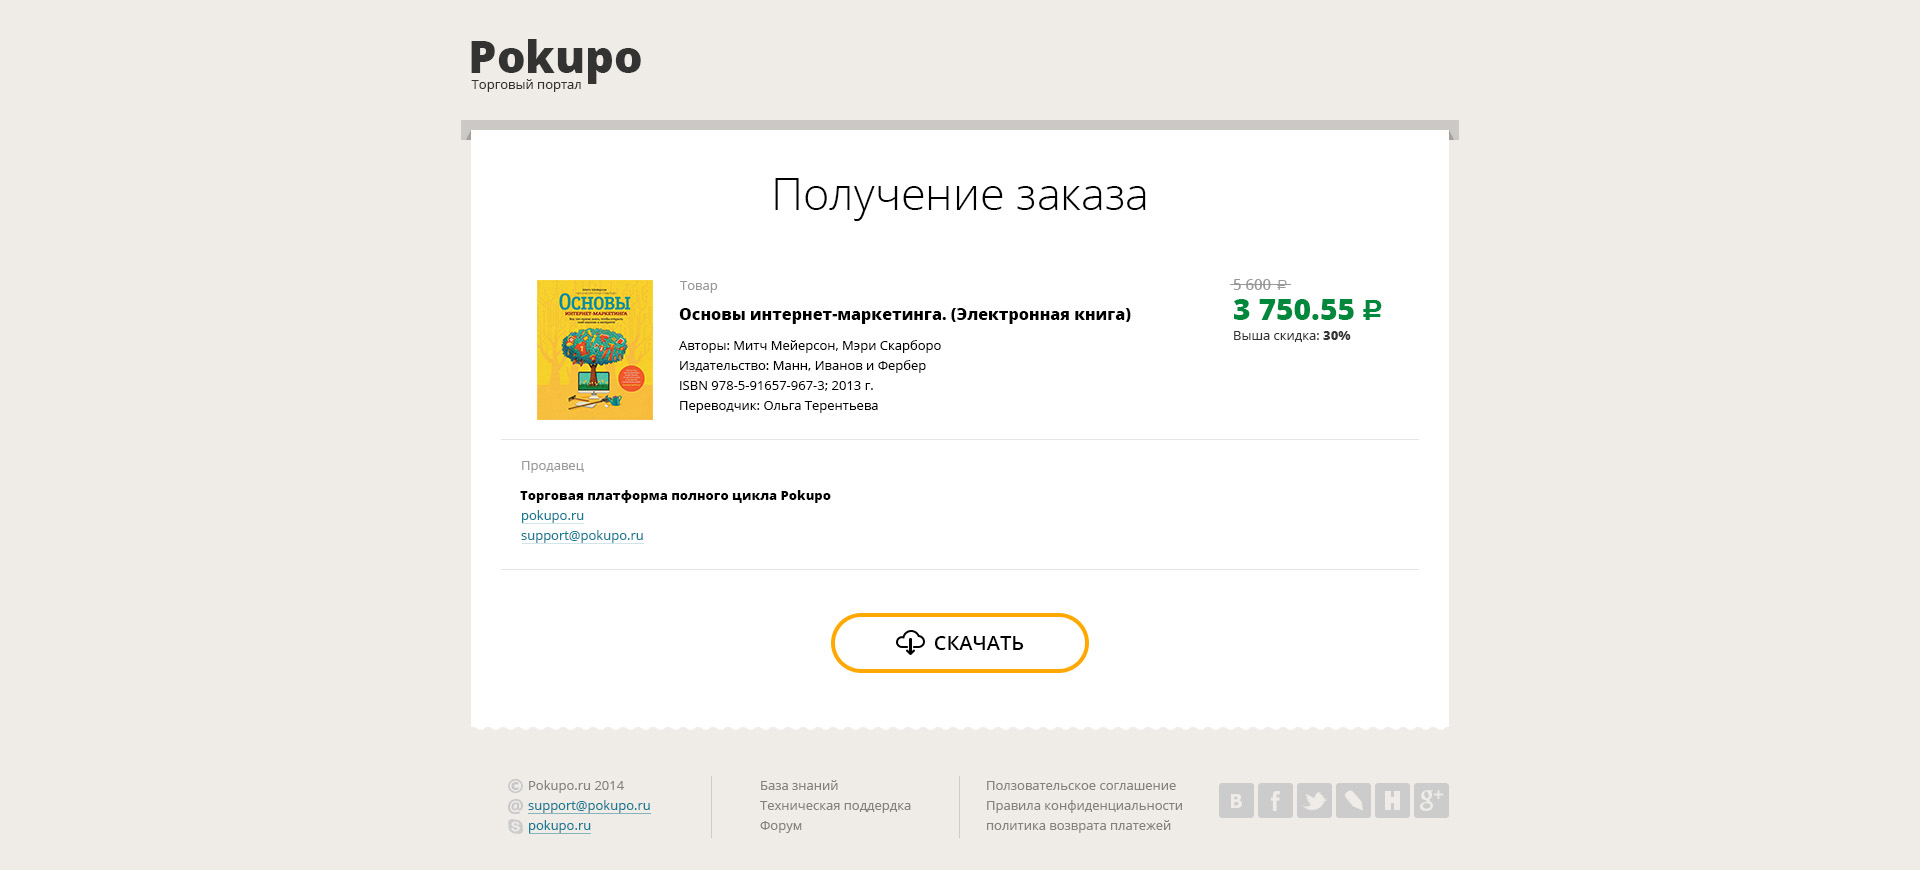 Pokupo
Торговый портал
Получение заказа
ОСНОВЫ
ИНТЕРНЕТ-МАРКЕТИНГА
Товар
Основы интернет-маркетинга. (Электронная книга)
Авторы: Митч Мейерсон, Мэри Скарборо
Издательство: Манн, Иванов и Фербер
ISBN 978-5-91657-967-3; 2013 г.
Переводчик: Ольга Терентьева
5 600 ₽
3 750.55 ₽
Выша скидка: 30%
Продавец
Торговая платформа полного цикла Pokupo
pokupo.ru
support@pokupo.ru
СКАЧАТЬ
© Pokupo.ru 2014
@ support@pokupo.ru
pokupo.ru
База знаний
Техническая поддердка
Форум
Ползовательское соглашение
Правила конфиденциальности
политика возврата платежей
B f H g+